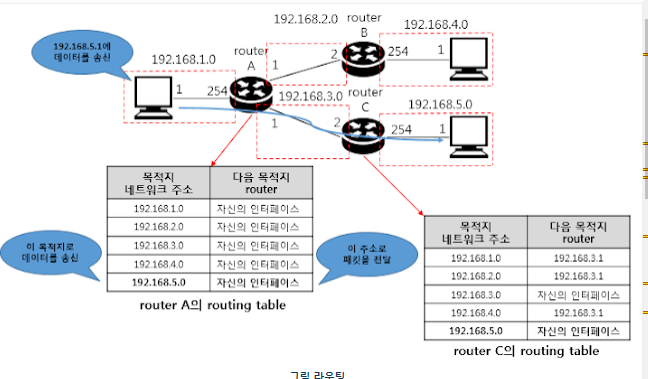 192.168.2.0
192.168.4.0
192.168.5.1에
데이터를 송신
192.168.1.0
router
A
router
B
1
2
254
1
1
254
192.168.3.0
router
C
192.168.5.0
1
2
254
1
목적지
네트워크 주소
다음 목적지
router
192.168.1.0 자신의 인터페이스
192.168.2.0 자신의 인터페이스
192.168.3.0 자신의 인터페이스
192.168.4.0 자신의 인터페이스
192.168.5.0 자신의 인터페이스
router A의 routing table
이 목적지로
데이터를 송신
이 주소로
패킷을 전달
목적지
네트워크 주소
다음 목적지
router
192.168.1.0 192.168.3.1
192.168.2.0 192.168.3.1
192.168.3.0 자신의 인터페이스
192.168.4.0 192.168.3.1
192.168.5.0 자신의 인터페이스
router C의 routing table
그림 라우팅